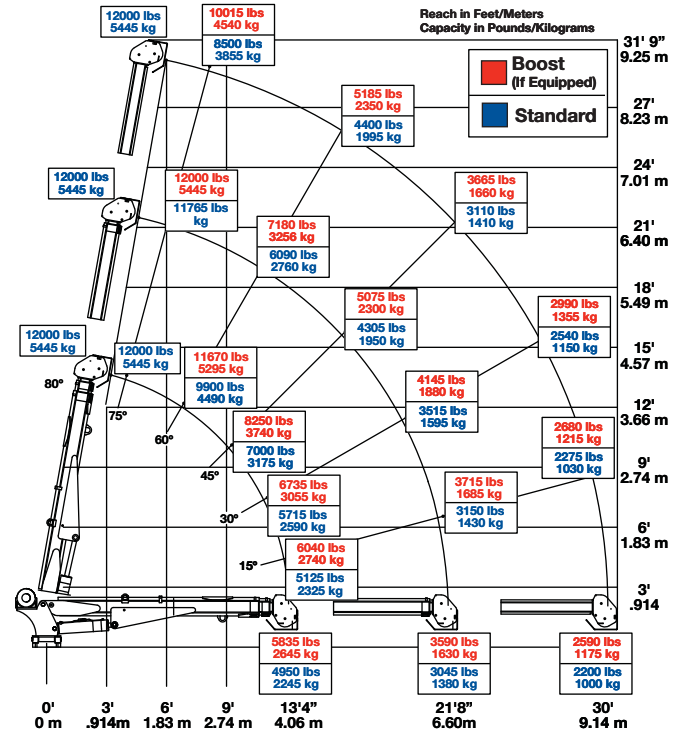 Reach in Feet/Meters
Capacity in Pounds/Kilograms
Boost
(If Equipped)
Standard
12000 lbs
5445 kg
10015 lbs
4540 kg
8500 lbs
3855 kg
31' 9”
9.25 m
5185 lbs
2350 kg
4400 lbs
1995 kg
27'
8.23 m
24'
7.01 m
12000 lbs
5445 kg
12000 lbs
5445 kg
11765 lbs
kg
3665 lbs
1660 kg
3110 lbs
1410 kg
21'
6.40 m
7180 lbs
3256 kg
6090 lbs
2760 kg
18'
5.49 m
5075 lbs
2300 kg
4305 lbs
1950 kg
2990 lbs
1355 kg
2540 lbs
1150 kg
12000 lbs
5445 kg
12000 lbs
5445 kg
11670 lbs
5295 kg
9900 lbs
4490 kg
15'
4.57 m
4145 lbs
1880 kg
3515 lbs
1595 kg
80°
75°
60°
45°
30°
15°
12'
3.66 m
8250 lbs
3740 kg
7000 lbs
3175 kg
2680 lbs
1215 kg
2275 lbs
1030 kg
9'
2.74 m
6735 lbs
3055 kg
5715 lbs
2590 kg
3715 lbs
1685 kg
3150 lbs
1430 kg
6'
1.83 m
6040 lbs
2740 kg
5125 lbs
2325 kg
3'
.914
5835 lbs
2645 kg
4950 lbs
2245 kg
3590 lbs
1630 kg
3045 lbs
1380 kg
2590 lbs
1175 kg
2200 lbs
1000 kg
0' 3' 6' 9' 13'4” 21'8” 30'
0 m .914m 1.83 m 2.74 m 4.06 m 6.60m 9.14 m